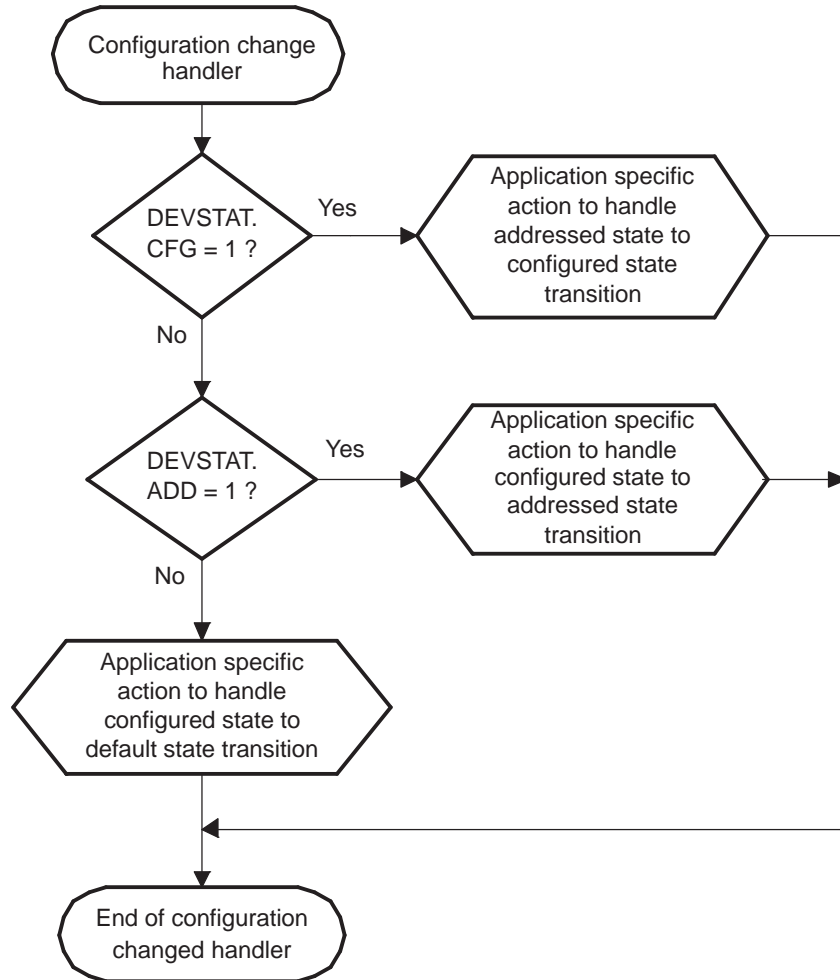 Configuration change
handler
DEVSTAT.
CFG = 1 ?
Yes
Application specific
action to handle
addressed state to
configured state
transition
No
DEVSTAT.
ADD = 1 ?
Yes
Application specific
action to handle
configured state to
addressed state
transition
No
Application specific
action to handle
configured state to
default state transition
End of configuration
changed handler